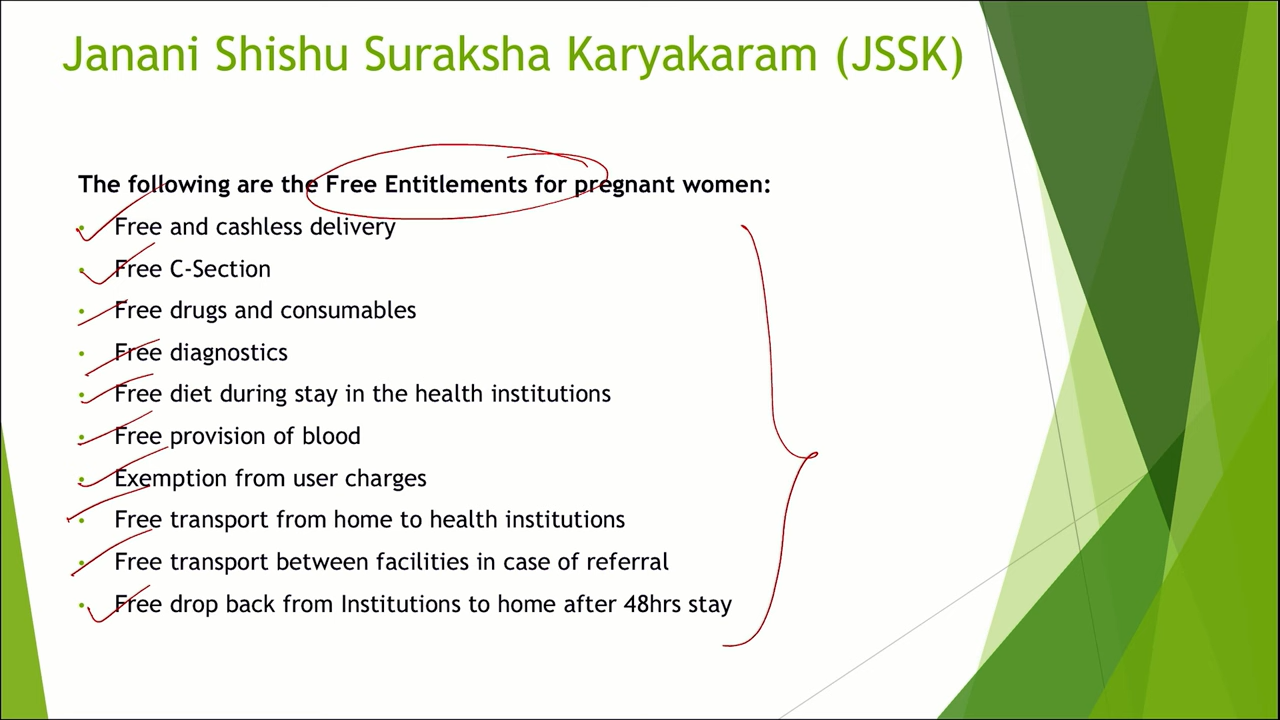 Janani Shishu Suraksha Karyakaram (JSSK)
The following are the Free Entitlements for pregnant women:
• Free and cashless delivery
• Free C-Section
• Free drugs and consumables
• Free diagnostics
• Free diet during stay in the health institutions
• Free provision of blood
• Exemption from user charges
• Free transport from home to health institutions
• Free transport between facilities in case of referral
• Free drop back from Institutions to home after 48hrs stay